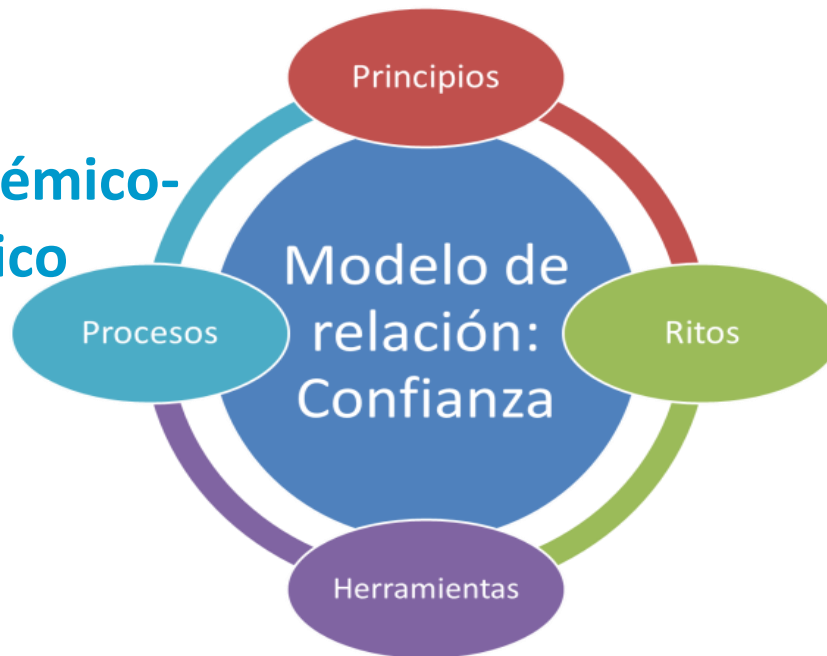 Principios
émico-
ico
Modelo de
relación:
Confianza
Procesos
Ritos
Herramientas